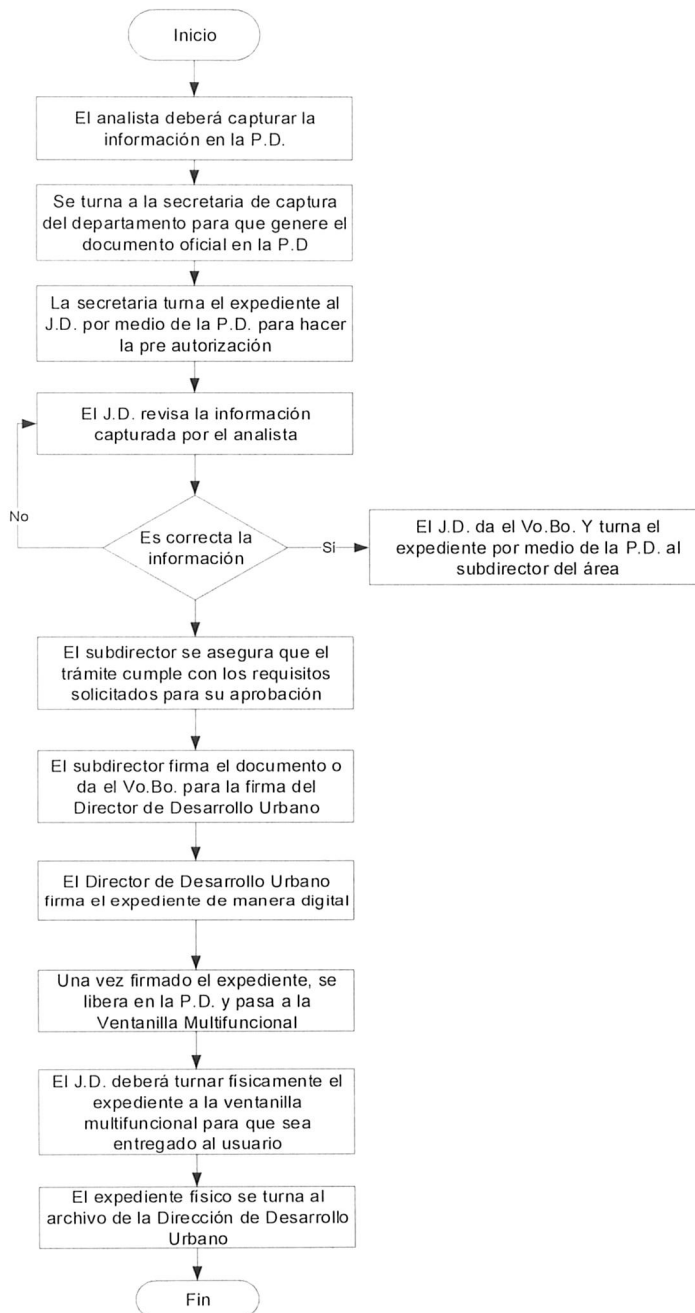 Inicio
El analista deberá capturar la
información en la P.D.
Se turna a la secretaria de captura
del departamento para que genere el
documento oficial en la P.D
La secretaria turna el expediente al
J.D. por medio de la P.D. para hacer
la pre autorización
El J.D. revisa la información
capturada por el analista
No
Es correcta la
información
Sí
El J.D. da el Vo.Bo. Y turna el
expediente por medio de la P.D. al
subdirector del área
El subdirector se asegura que el
trámite cumple con los requisitos
solicitados para su aprobación
El subdirector firma el documento o
da el Vo.Bo. para la firma del
Director de Desarrollo Urbano
El Director de Desarrollo Urbano
firma el expediente de manera digital
Una vez firmado el expediente, se
libera en la P.D. y pasa a la
Ventanilla Multifuncional
El J.D. deberá turnar físicamente el
expediente a la ventanilla
multifuncional para que sea
entregado al usuario
El expediente físico se turna al
archivo de la Dirección de Desarrollo
Urbano
Fin